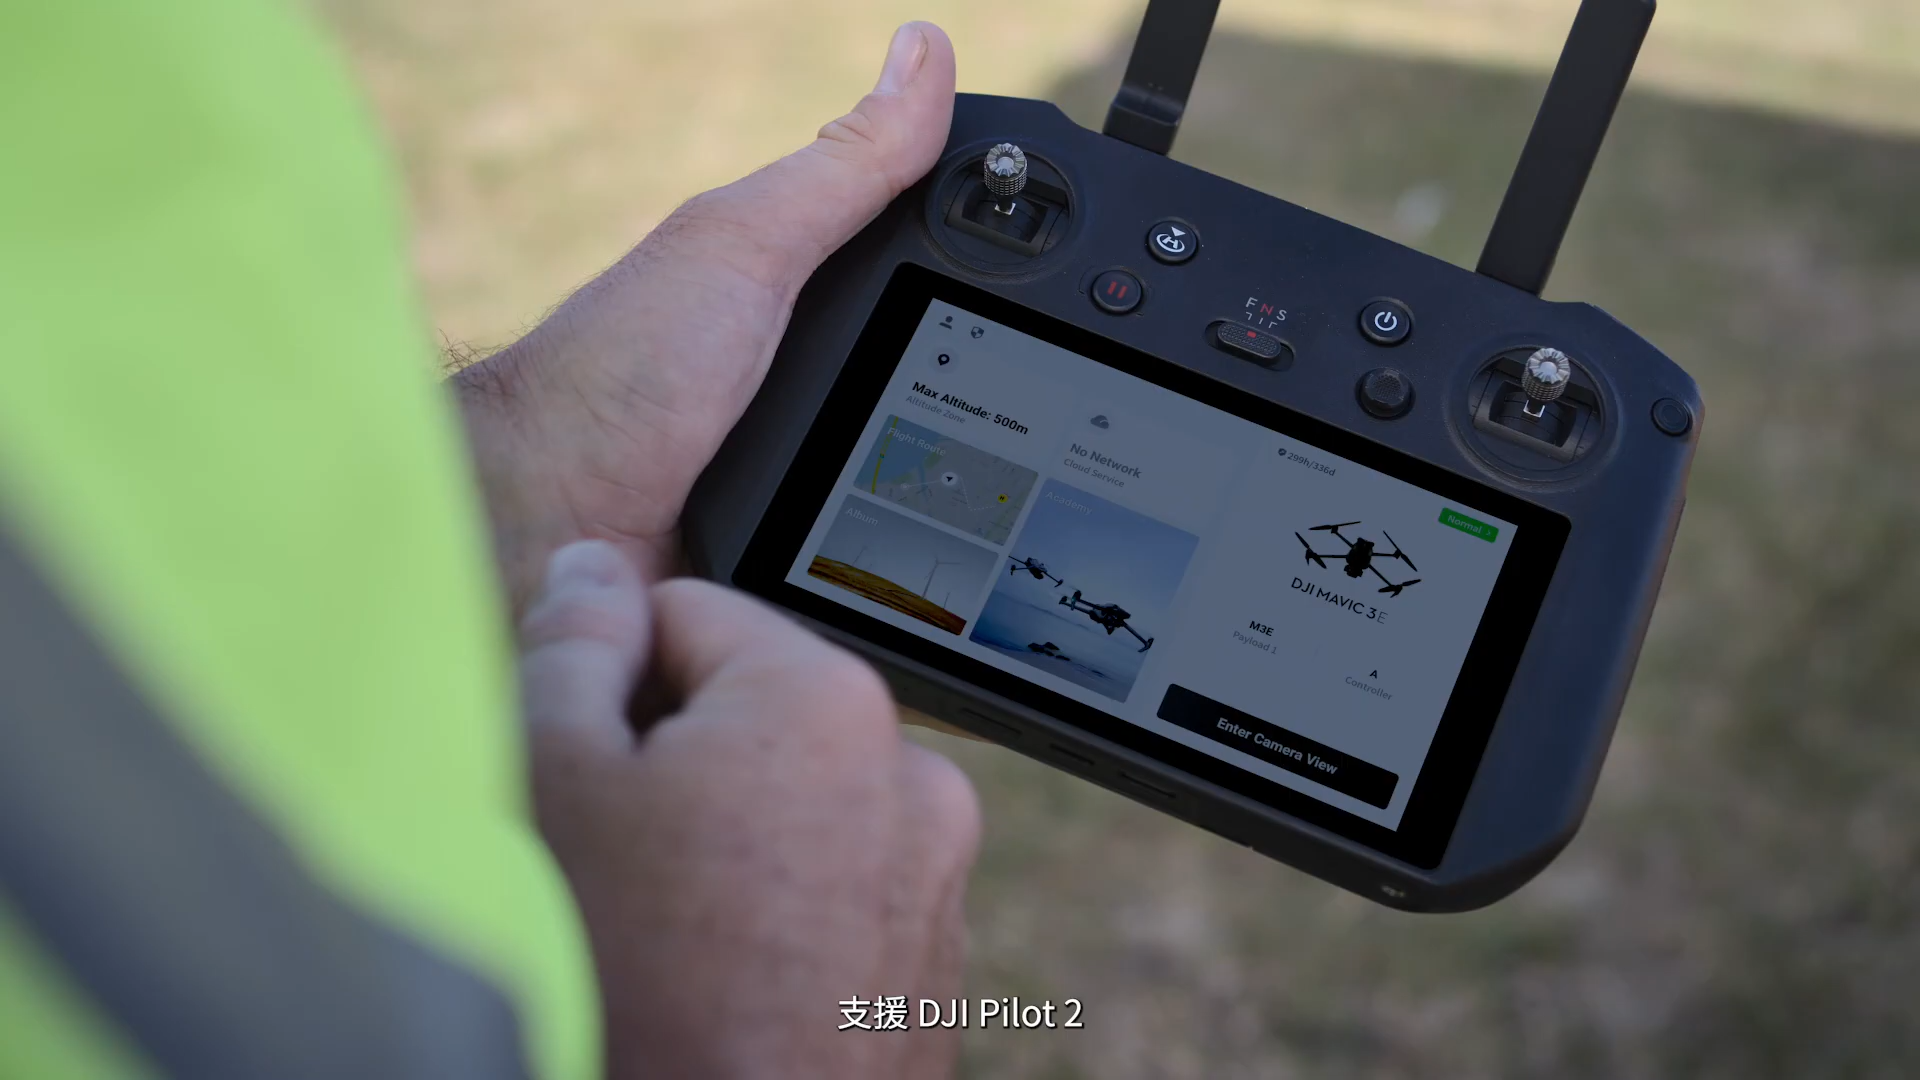 F N S
Max Altitude: 500m
Altitude Zone
Flight Route
Album
No Network
Cloud Service
Academy
299h/336d
Normal
DJI MAVIC 3E
M3E
Payload 1
A
Controller
Enter Camera View
支援 DJI Pilot 2